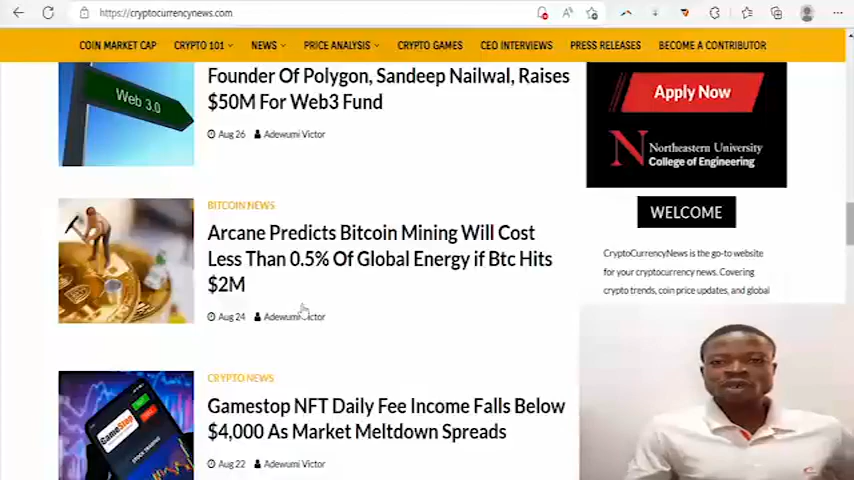 https://cryptocurrencynews.com
COIN MARKET CAP CRYPTO 101 NEWS PRICE ANALYSIS CRYPTO GAMES CEO INTERVIEWS PRESS RELEASES BECOME A CONTRIBUTOR
Web 3.0
Founder Of Polygon, Sandeep Nailwal, Raises
$50M For Web3 Fund
Aug 26 Adewumi Victor
BITCOIN NEWS
Arcane Predicts Bitcoin Mining Will Cost
Less Than 0.5% Of Global Energy if Btc Hits
$2M
Aug 24 Adewumi Victor
CRYPTO NEWS
GameStop
Gamestop NFT Daily Fee Income Falls Below
$4,000 As Market Meltdown Spreads
Aug 22 Adewumi Victor
Apply Now
N Northeastern University
College of Engineering
WELCOME
CryptoCurrencyNews is the go-to website
for your cryptocurrency news. Covering
crypto trends, coin price updates, and global